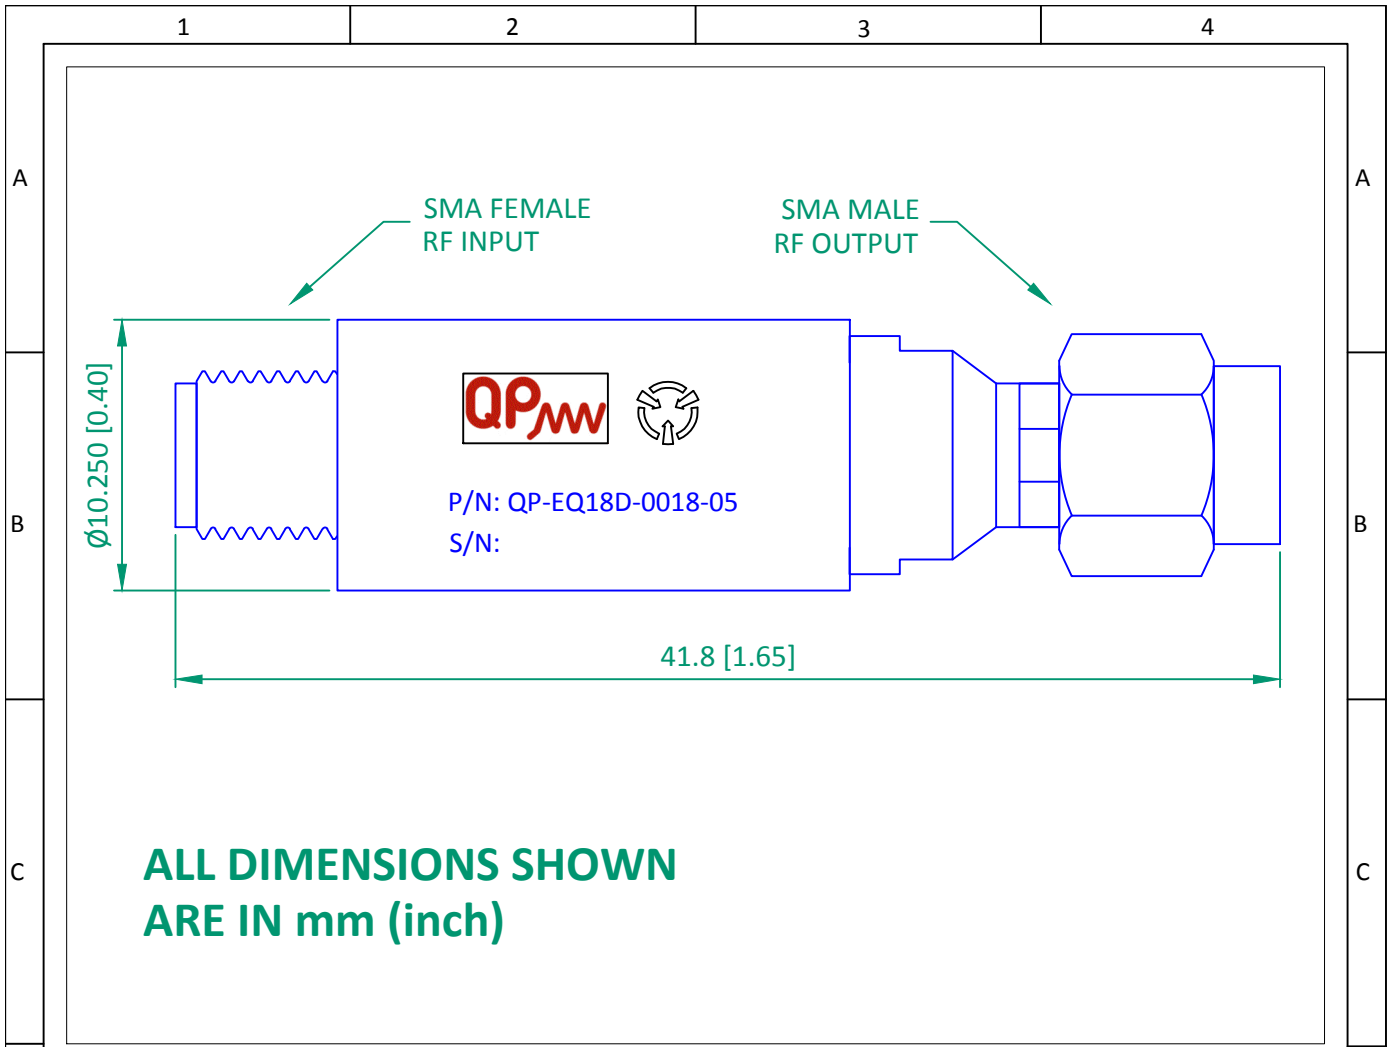 1 2 3 4
A A
SMA FEMALE
RF INPUT
SMA MALE
RF OUTPUT
Ø10.250 [0.40]
QP
P/N: QP-EQ18D-0018-05
S/N:
B B
41.8 [1.65]
C C
ALL DIMENSIONS SHOWN
ARE IN mm (inch)